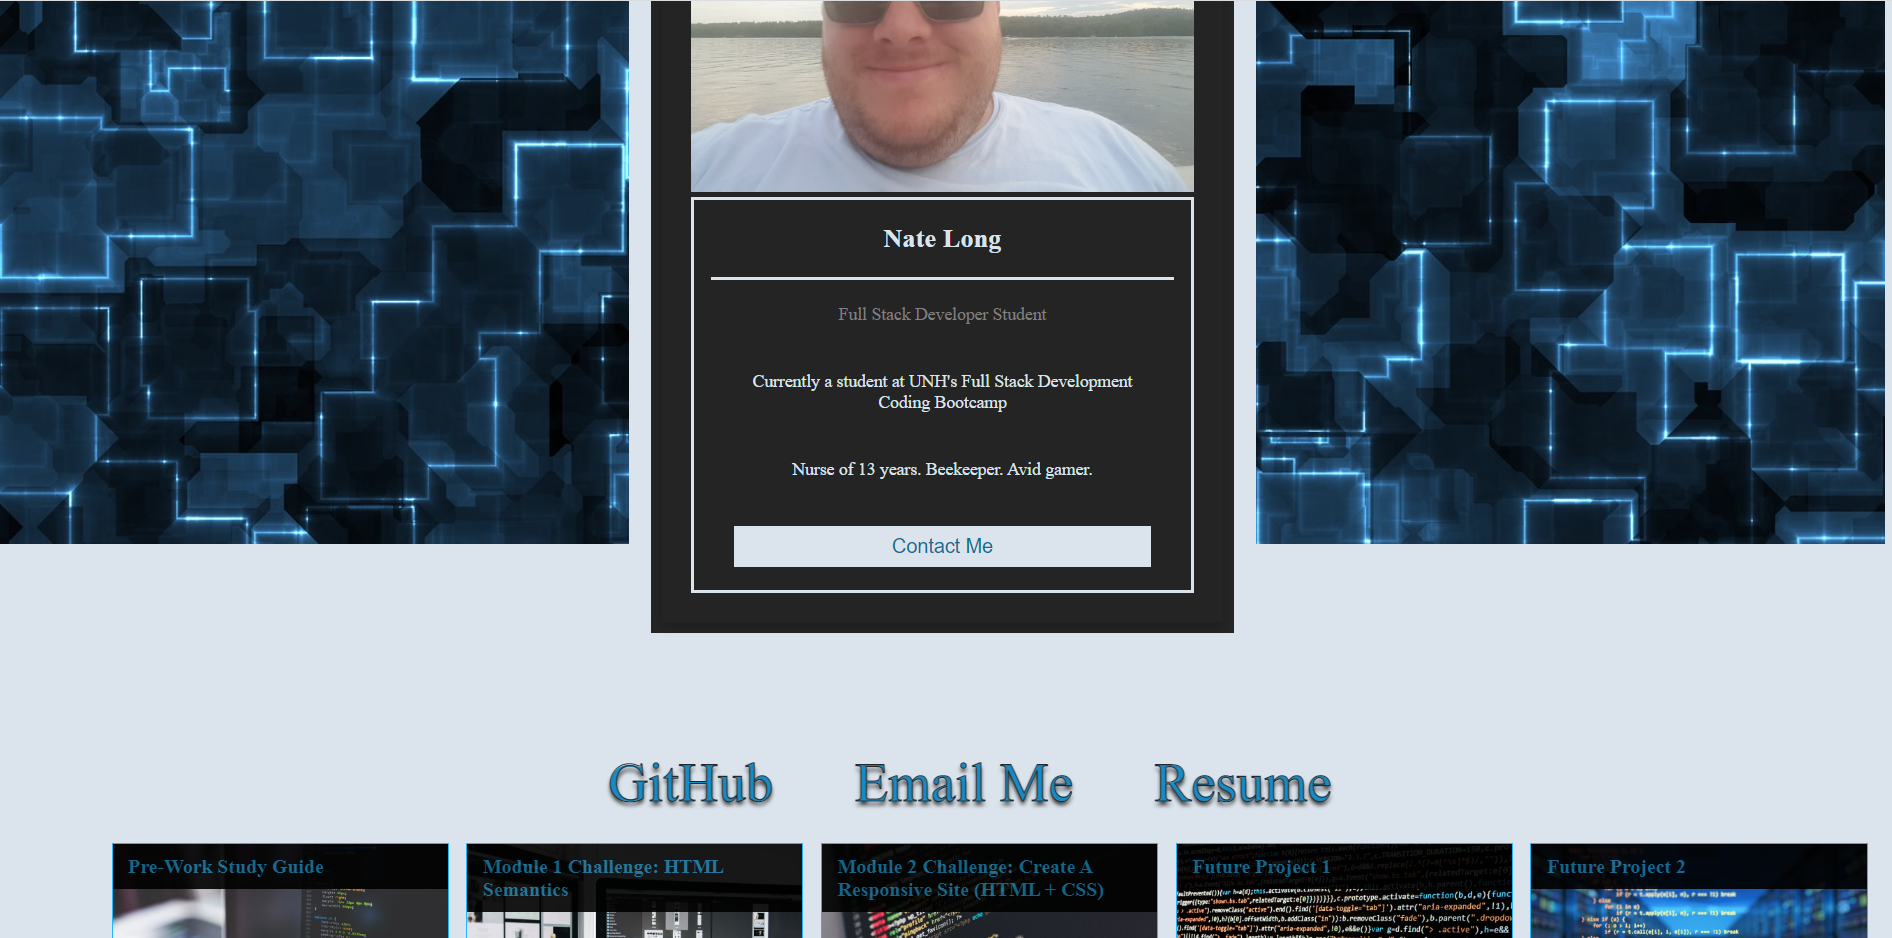 Nate Long
Full Stack Developer Student
Currently a student at UNH's Full Stack Development
Coding Bootcamp
Nurse of 13 years. Beekeeper. Avid gamer.
Contact Me
GitHub
Email Me
Resume
Pre-Work Study Guide
Module 1 Challenge: HTML
Semantics
Module 2 Challenge: Create A
Responsive Site (HTML + CSS)
Future Project 1
Future Project 2